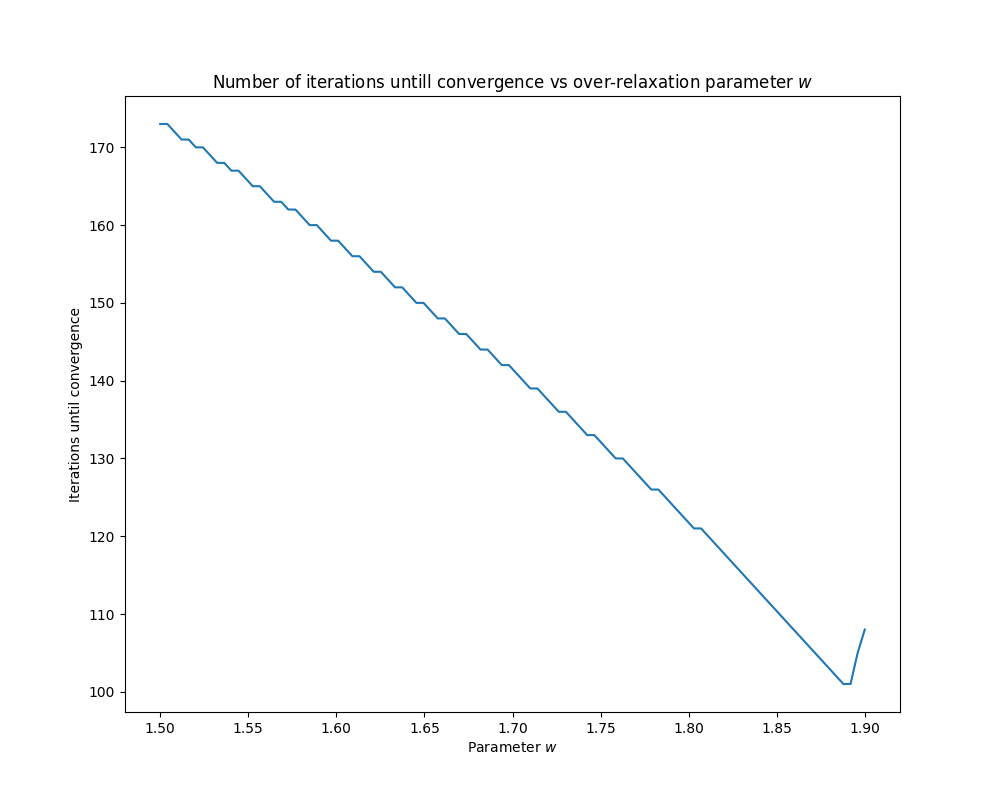 Number of iterations untill convergence vs over-relaxation parameter w
170
160
150
140
130
120
110
100
Iterations until convergence
1.50 1.55 1.60 1.65 1.70 1.75 1.80 1.85 1.90
Parameter w